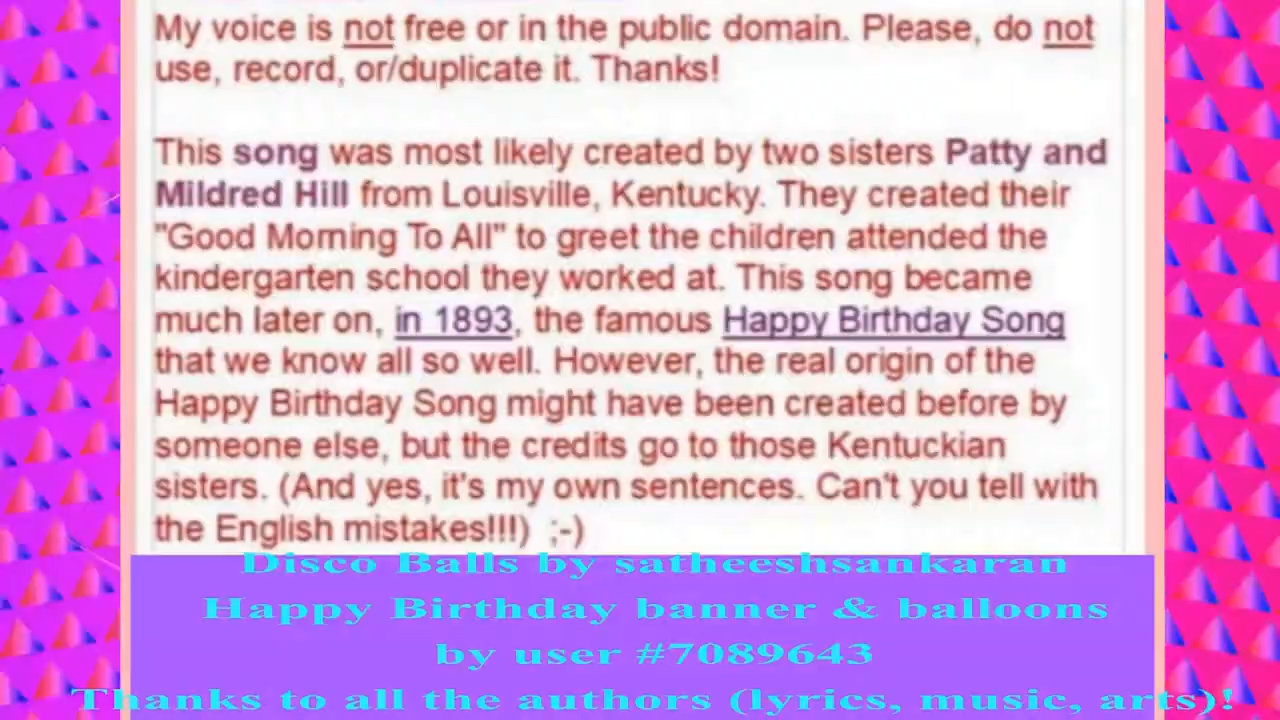 My voice is not free or in the public domain. Please, do not
use, record, or/duplicate it. Thanks!
This song was most likely created by two sisters Patty and
Mildred Hill from Louisville, Kentucky. They created their
"Good Morning To All" to greet the children attended the
kindergarten school they worked at. This song became
much later on, in 1893, the famous Happy Birthday Song
that we know all so well. However, the real origin of the
Happy Birthday Song might have been created before by
someone else, but the credits go to those Kentuckian
sisters. (And yes, it's my own sentences. Can't you tell with
the English mistakes!!!) ;-)
Disco Balls by satheeshsankaran
Happy Birthday banner & balloons
by user #7089643
Thanks to all the authors (lyrics, music, arts)!